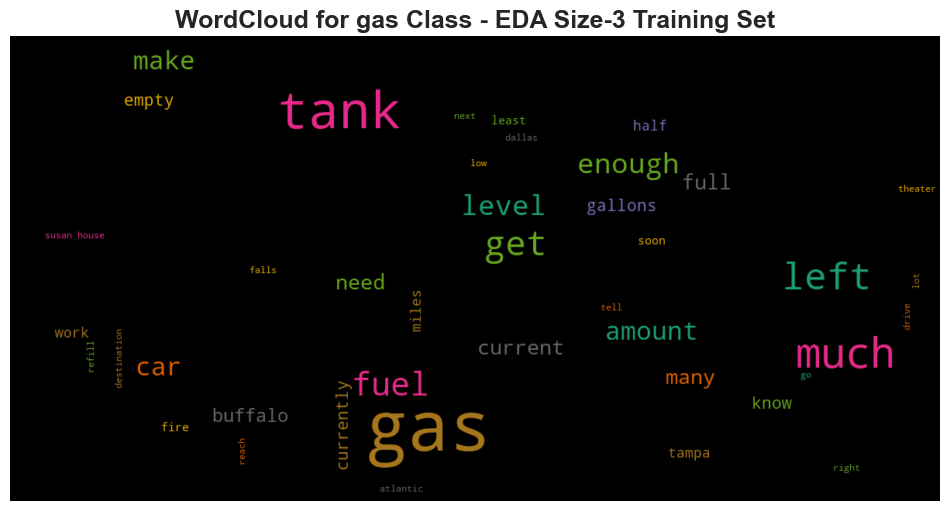 WordCloud for gas Class - EDA Size-3 Training Set
make
empty
tank
next
least
dallas
half
low
enough
full
theater
level
gallons
susan house
get
soon
falls
need
left
lot
miles
tell
drive
work
refill
destination
amount
current
much
car
fuel
many
go
currently
know
buffalo
fire
gas
reach
tampa
right
atlantic